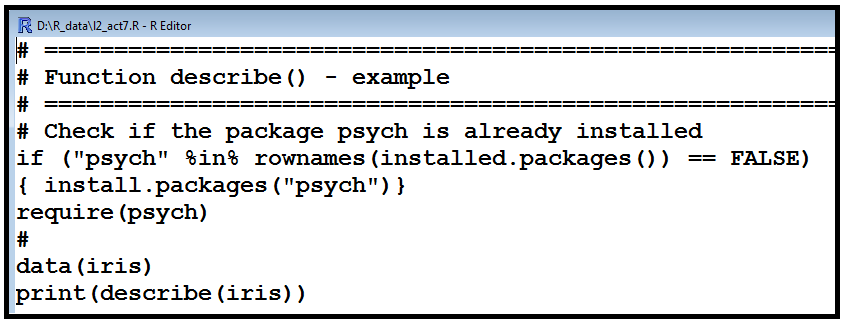 D:\R_data\l2_act7.R - R Editor
# =========================================================
# Function describe() - example
# =========================================================
# Check if the package psych is already installed
if ("psych" %in% rownames(installed.packages()) == FALSE)
{ install.packages("psych")}
require(psych)
#
data(iris)
print(describe(iris))